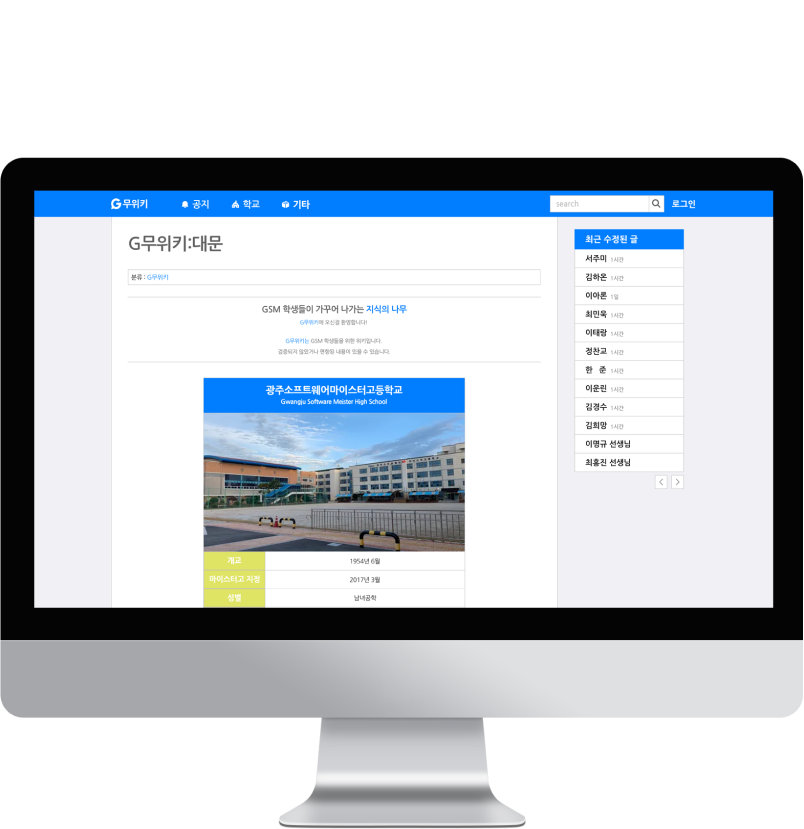 G무위키
공지
학교
기타
search
로그인
G무위키:대문
분류 : G무위키
GSM 학생들이 가꾸어 나가는 지식의 나무
G무위키에 오신걸 환영합니다!
G무위키는 GSM 학생들을 위한 위키입니다.
검증되지 않았거나 편향된 내용이 있을 수 있습니다.
광주소프트웨어마이스터고등학교
Gwangju Software Meister High School
개교 1954년 6월
마이스터고 지정 2017년 3월
성별 남녀공학
최근 수정된 글
서주미 1시간
김하온 1시간
이아론 1일
최민욱 1시간
이태랑 1시간
정찬교 1시간
한 준 1시간
이운린 1시간
김경수 1시간
김희망 1시간
이명규 선생님
최홍진 선생님